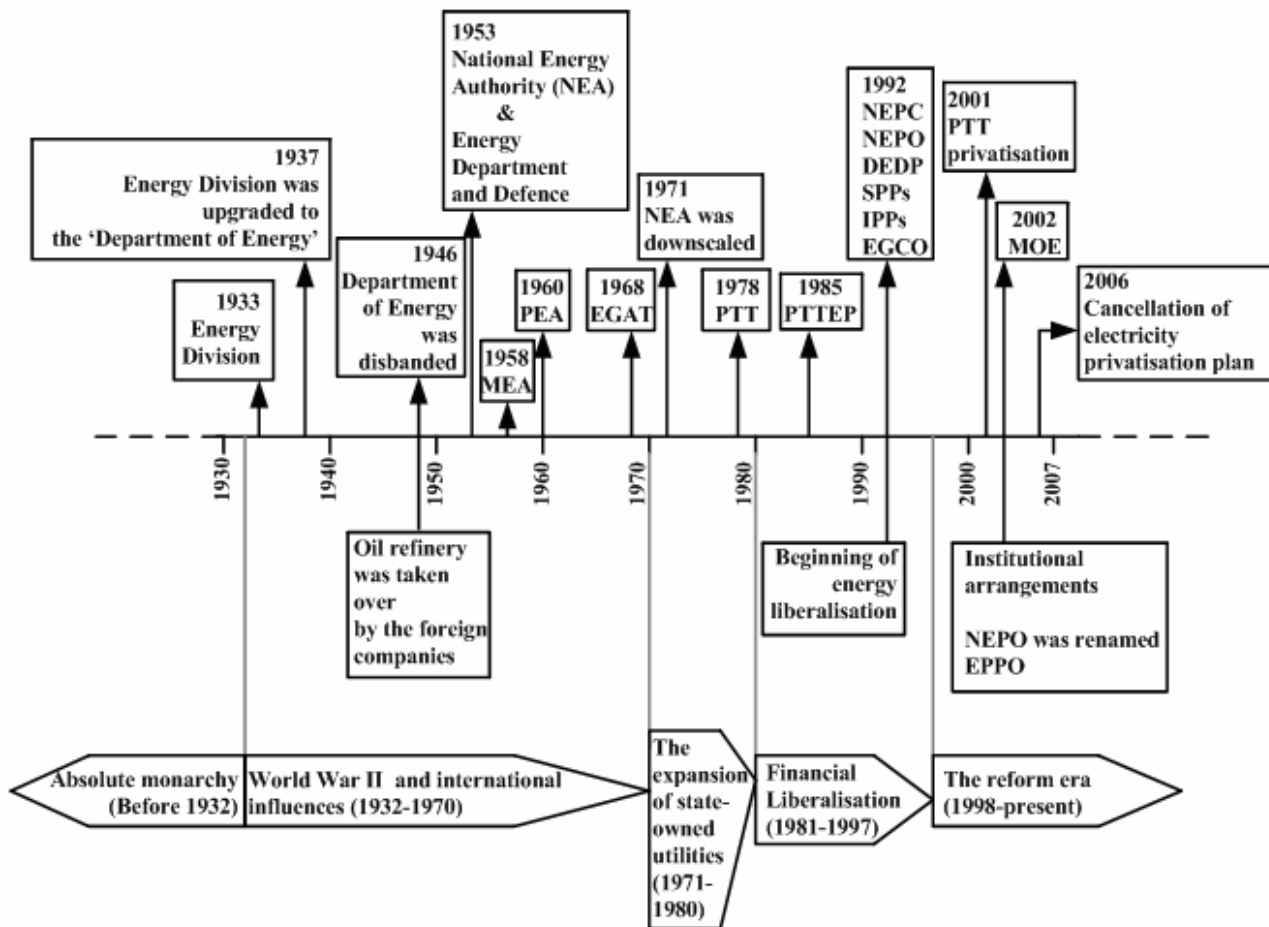 1953
National Energy
Authority (NEA)
&
Energy
Department
and Defence
1992
NEPC
NEPO
DEDP
SPPs
IPPs
EGCO
2001
PTT
privatisation
1937
Energy Division was
upgraded to
the ‘Department of Energy’
1971
NEA was
downscaled
2002
MOE
1946
Department
of Energy
was
disbanded
1933
Energy
Division
1960
PEA
1968
EGAT
1978
PTT
1985
PTTEP
2006
Cancellation of
electricity
privatisation plan
1958
MEA
1930
1940
1950
1960
1970
1980
1990
2000
2007
Oil refinery
was taken
over
by the foreign
companies
Beginning of
energy
liberalisation
Institutional
arrangements
NEPO was renamed
EPPO
Absolute monarchy
(Before 1932)
World War II and international
influences (1932-1970)
The
expansion
of state-
owned
utilities
(1971-
1980)
Financial
Liberalisation
(1981-1997)
The reform era
(1998-present)